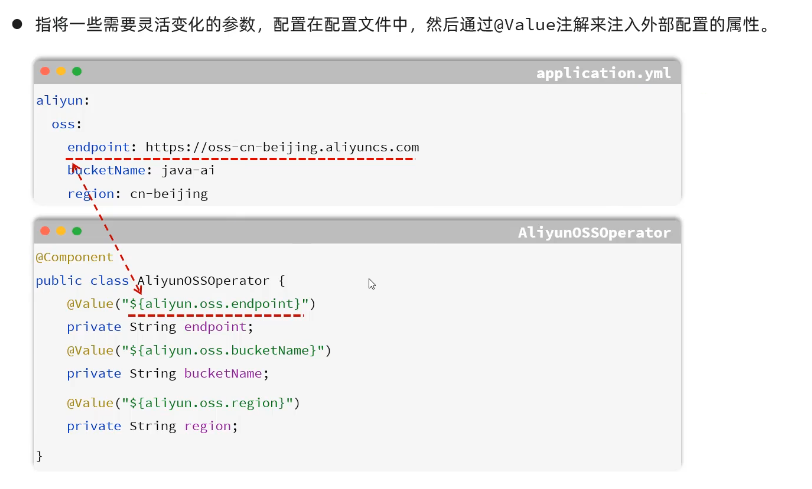 ● 指将一些需要灵活变化的参数，配置在配置文件中，然后通过@Value注解来注入外部配置的属性。
application.yml
aliyun:
oss:
endpoint: https://oss-cn-beijing.aliyuncs.com
bucketName: java-ai
region: cn-beijing
AliyunOSSOperator
@Component
public class AliyunOSSOperator {
@Value("${aliyun.oss.endpoint}")
private String endpoint;
@Value("${aliyun.oss.bucketName}")
private String bucketName;
@Value("${aliyun.oss.region}")
private String region;
}